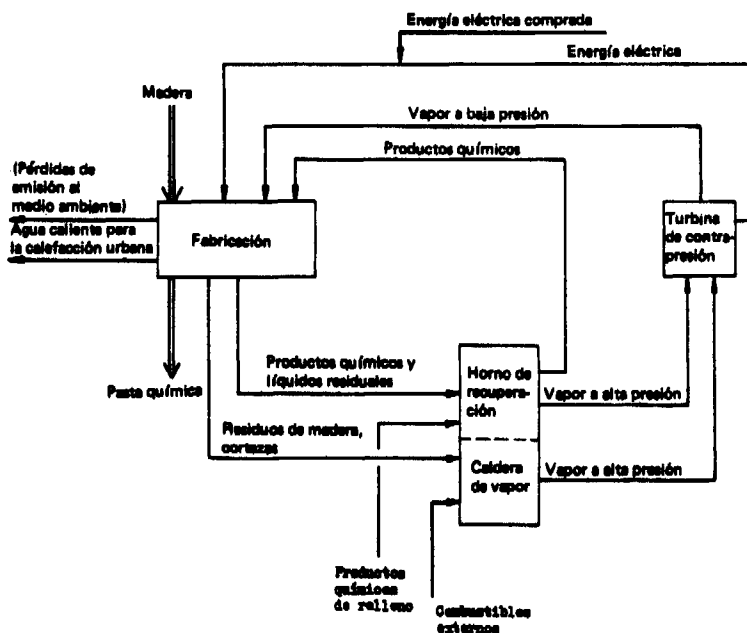 Energía eléctrica comprada
Energía eléctrica
Madera
Vapor a baja presión
Productos químicos
(Pérdidas de
emisión al
medio ambiente)
Agua caliente para
la calefacción urbana
Fabricación
Turbina
de contra-
presión
Pasta química
Productos químicos y
líquidos residuales
Horno de
recupera-
ción
Vapor a alta presión
Residuos de madera,
cortezas
Caldera
de vapor
Vapor a alta presión
Productos
químicos
de relleno
Combustibles
externos